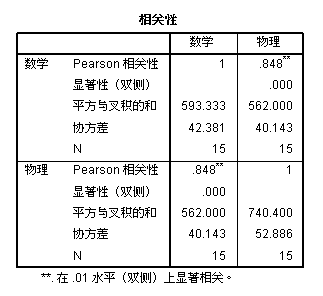 相关性
数学 物理
数学 Pearson 相关性 1 .848**
显著性（双侧） .000
平方与叉积的和 593.333 562.000
协方差 42.381 40.143
N 15 15
物理 Pearson 相关性 .848** 1
显著性（双侧） .000
平方与叉积的和 562.000 740.400
协方差 40.143 52.886
N 15 15
**. 在 .01 水平（双侧）上显著相关。